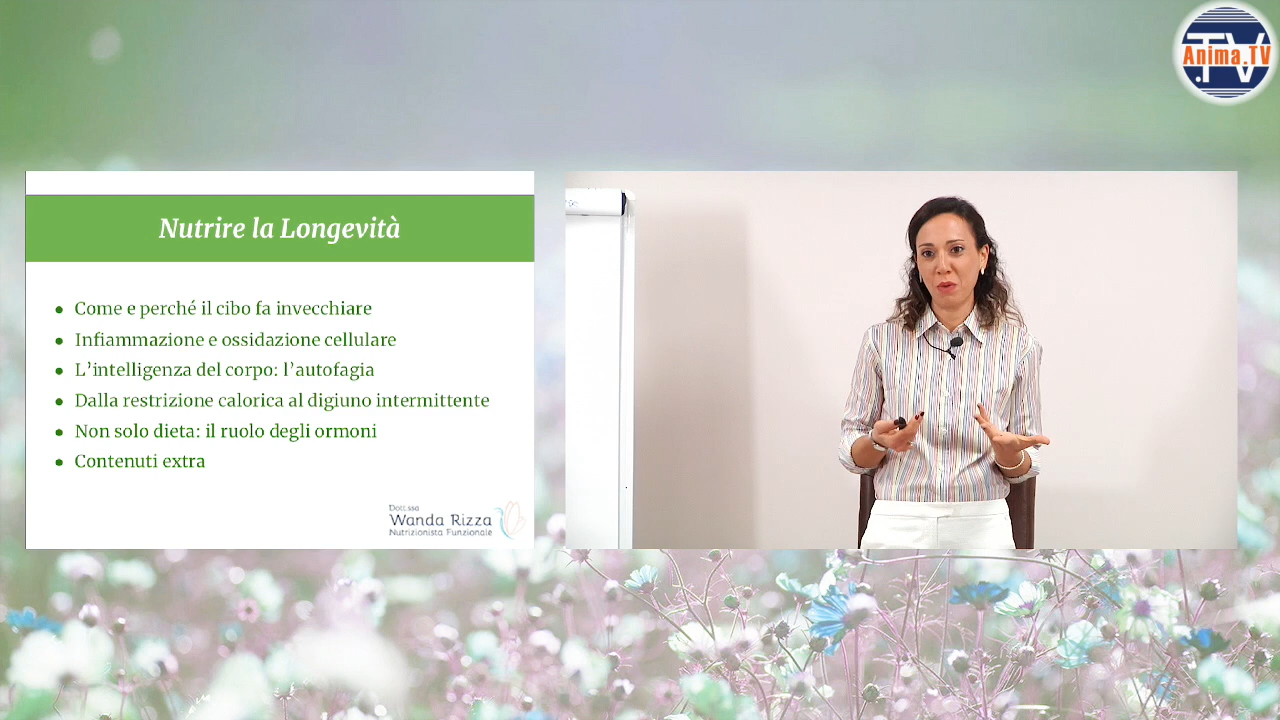 Anima.TV
Nutrire la Longevità
Come e perché il cibo fa invecchiare
Infiammazione e ossidazione cellulare
L’intelligenza del corpo: l’autofagia
Dalla restrizione calorica al digiuno intermittente
Non solo dieta: il ruolo degli ormoni
Contenuti extra
Dott.ssa
Wanda Rizza
Nutrizionista Funzionale